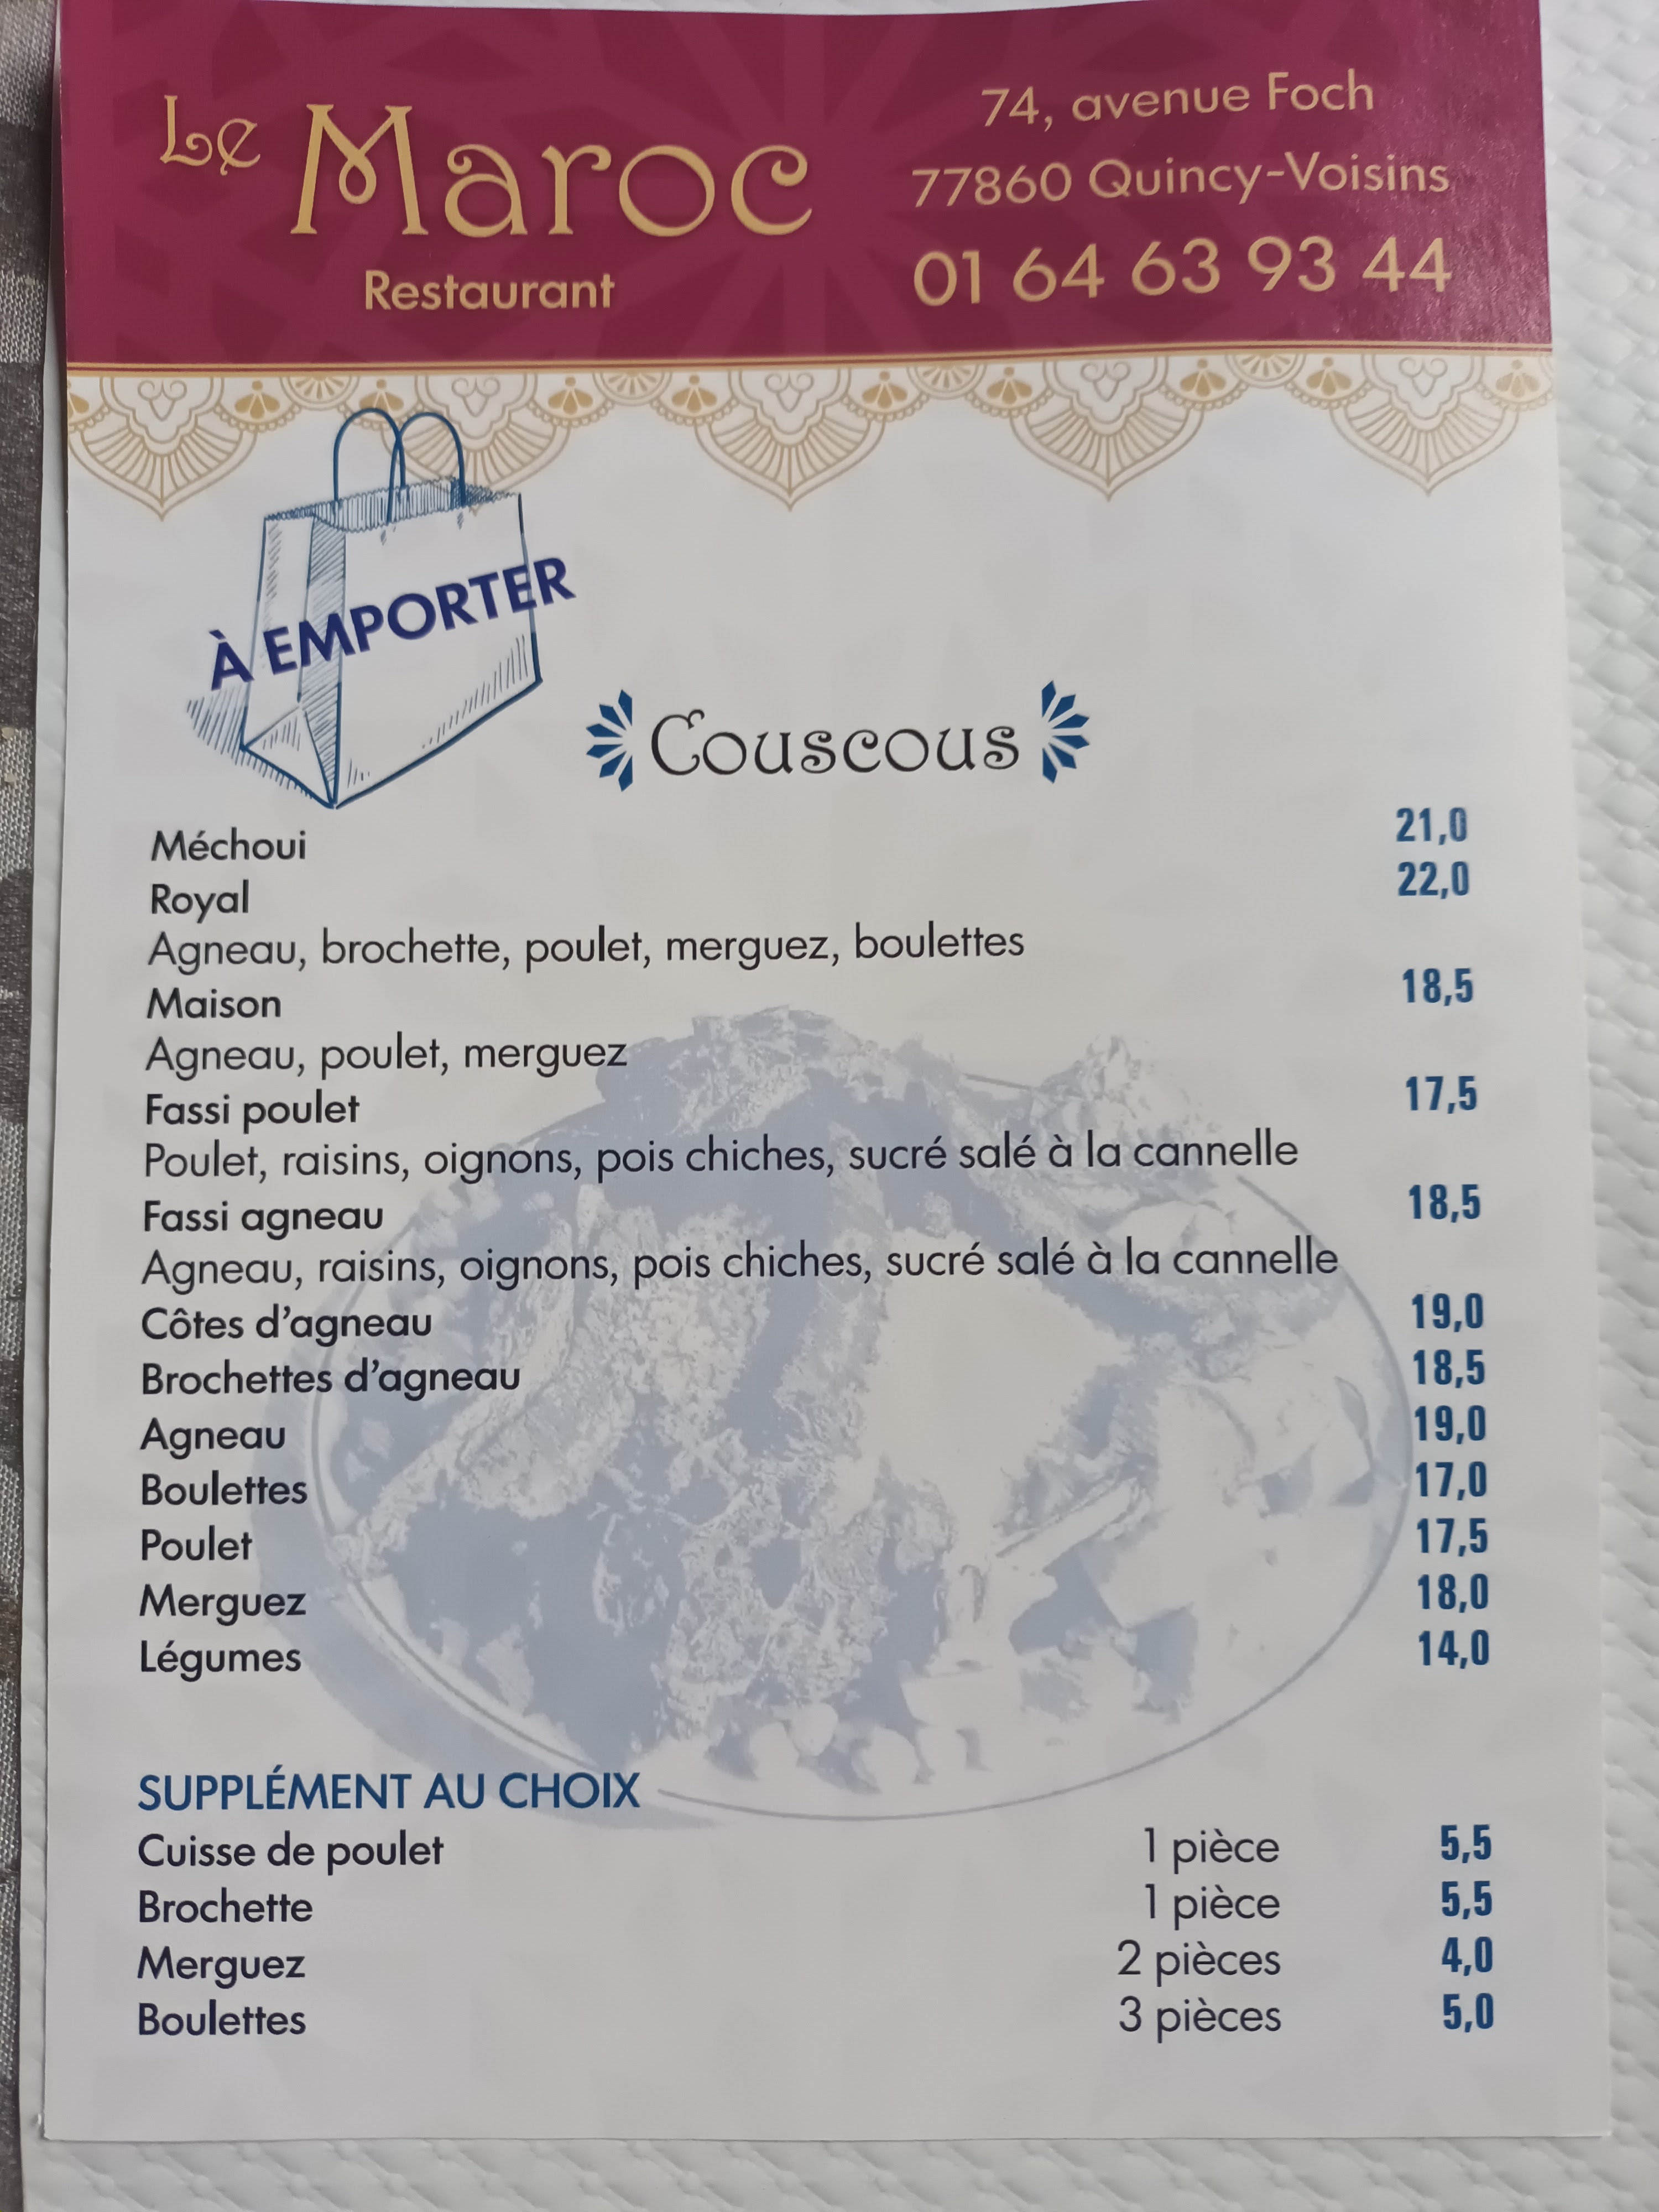 Le Maroc
Restaurant
74, avenue Foch
77860 Quincy-Voisins
01 64 63 93 44
À EMPORTER
Couscous
Méchoui 21,0
Royal 22,0
Agneau, brochette, poulet, merguez, boulettes
Maison 18,5
Agneau, poulet, merguez
Fassi poulet 17,5
Poulet, raisins, oignons, pois chiches, sucré salé à la cannelle
Fassi agneau 18,5
Agneau, raisins, oignons, pois chiches, sucré salé à la cannelle
Côtes d'agneau 19,0
Brochettes d'agneau 18,5
Agneau 19,0
Boulettes 17,0
Poulet 17,5
Merguez 18,0
Légumes 14,0
SUPPLÉMENT AU CHOIX
Cuisse de poulet 1 pièce 5,5
Brochette 1 pièce 5,5
Merguez 2 pièces 4,0
Boulettes 3 pièces 5,0